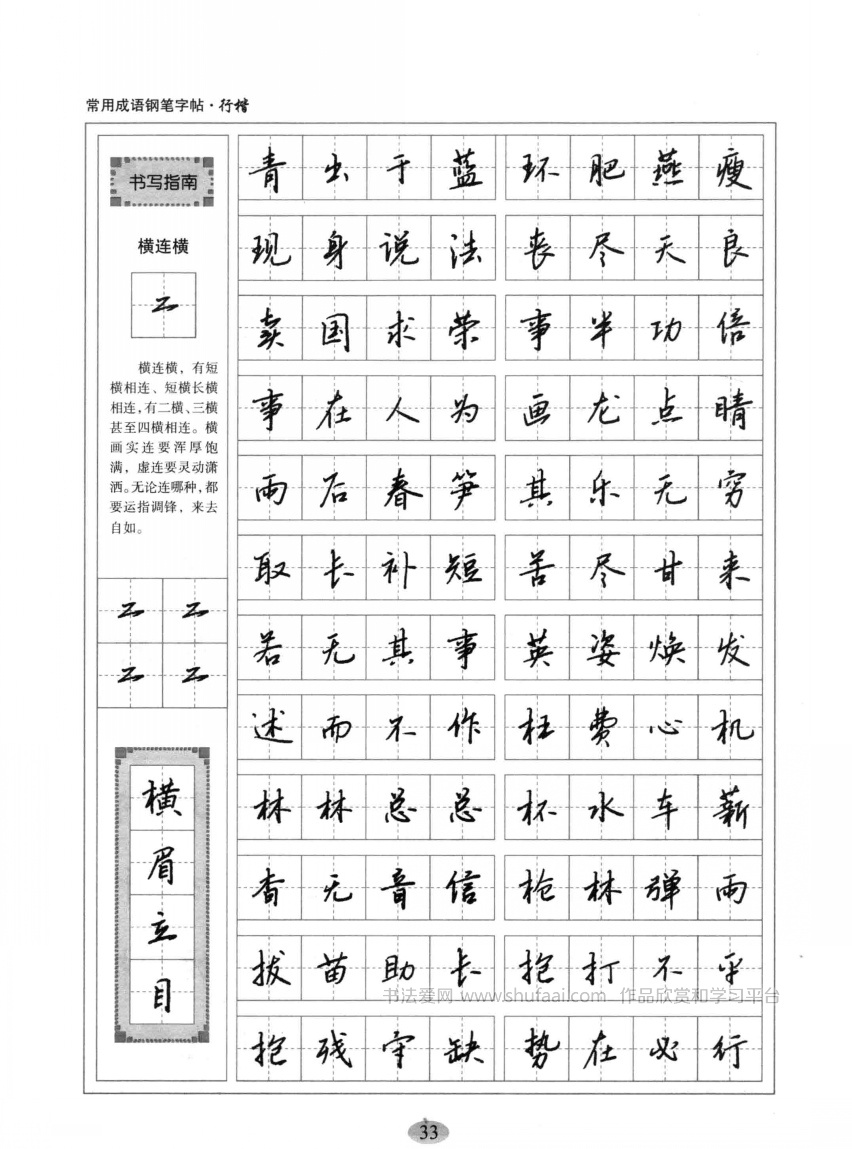 常用成语钢笔字帖·行楷
书写指南
横连横
二
横连横，有短
横相连、短横长横
相连，有二横、三横
甚至四横相连。横
画实连要浑厚饱
满，虚连要灵动潇
洒。无论连哪种，都
要运指调锋，来去
自如。
二 二
二 二
横
眉
立
目
青出于蓝 环肥燕瘦
现身说法 丧尽天良
卖国求荣 事半功倍
事在人为 画龙点睛
雨后春笋 其乐无穷
取长补短 苦尽甘来
若无其事 英姿焕发
述而不作 枉费心机
林林总总 杯水车薪
杳无音信 枪林弹雨
拔苗助长 抱打不平
抱残守缺 势在必行
书法爱网 www.shufaai.com 作品欣赏和学习平台
33